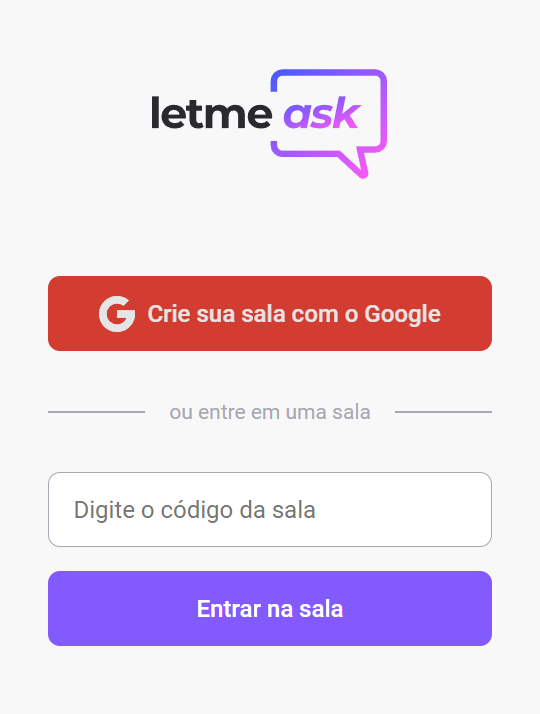 letme ask
Crie sua sala com o Google
ou entre em uma sala
Digite o código da sala
Entrar na sala